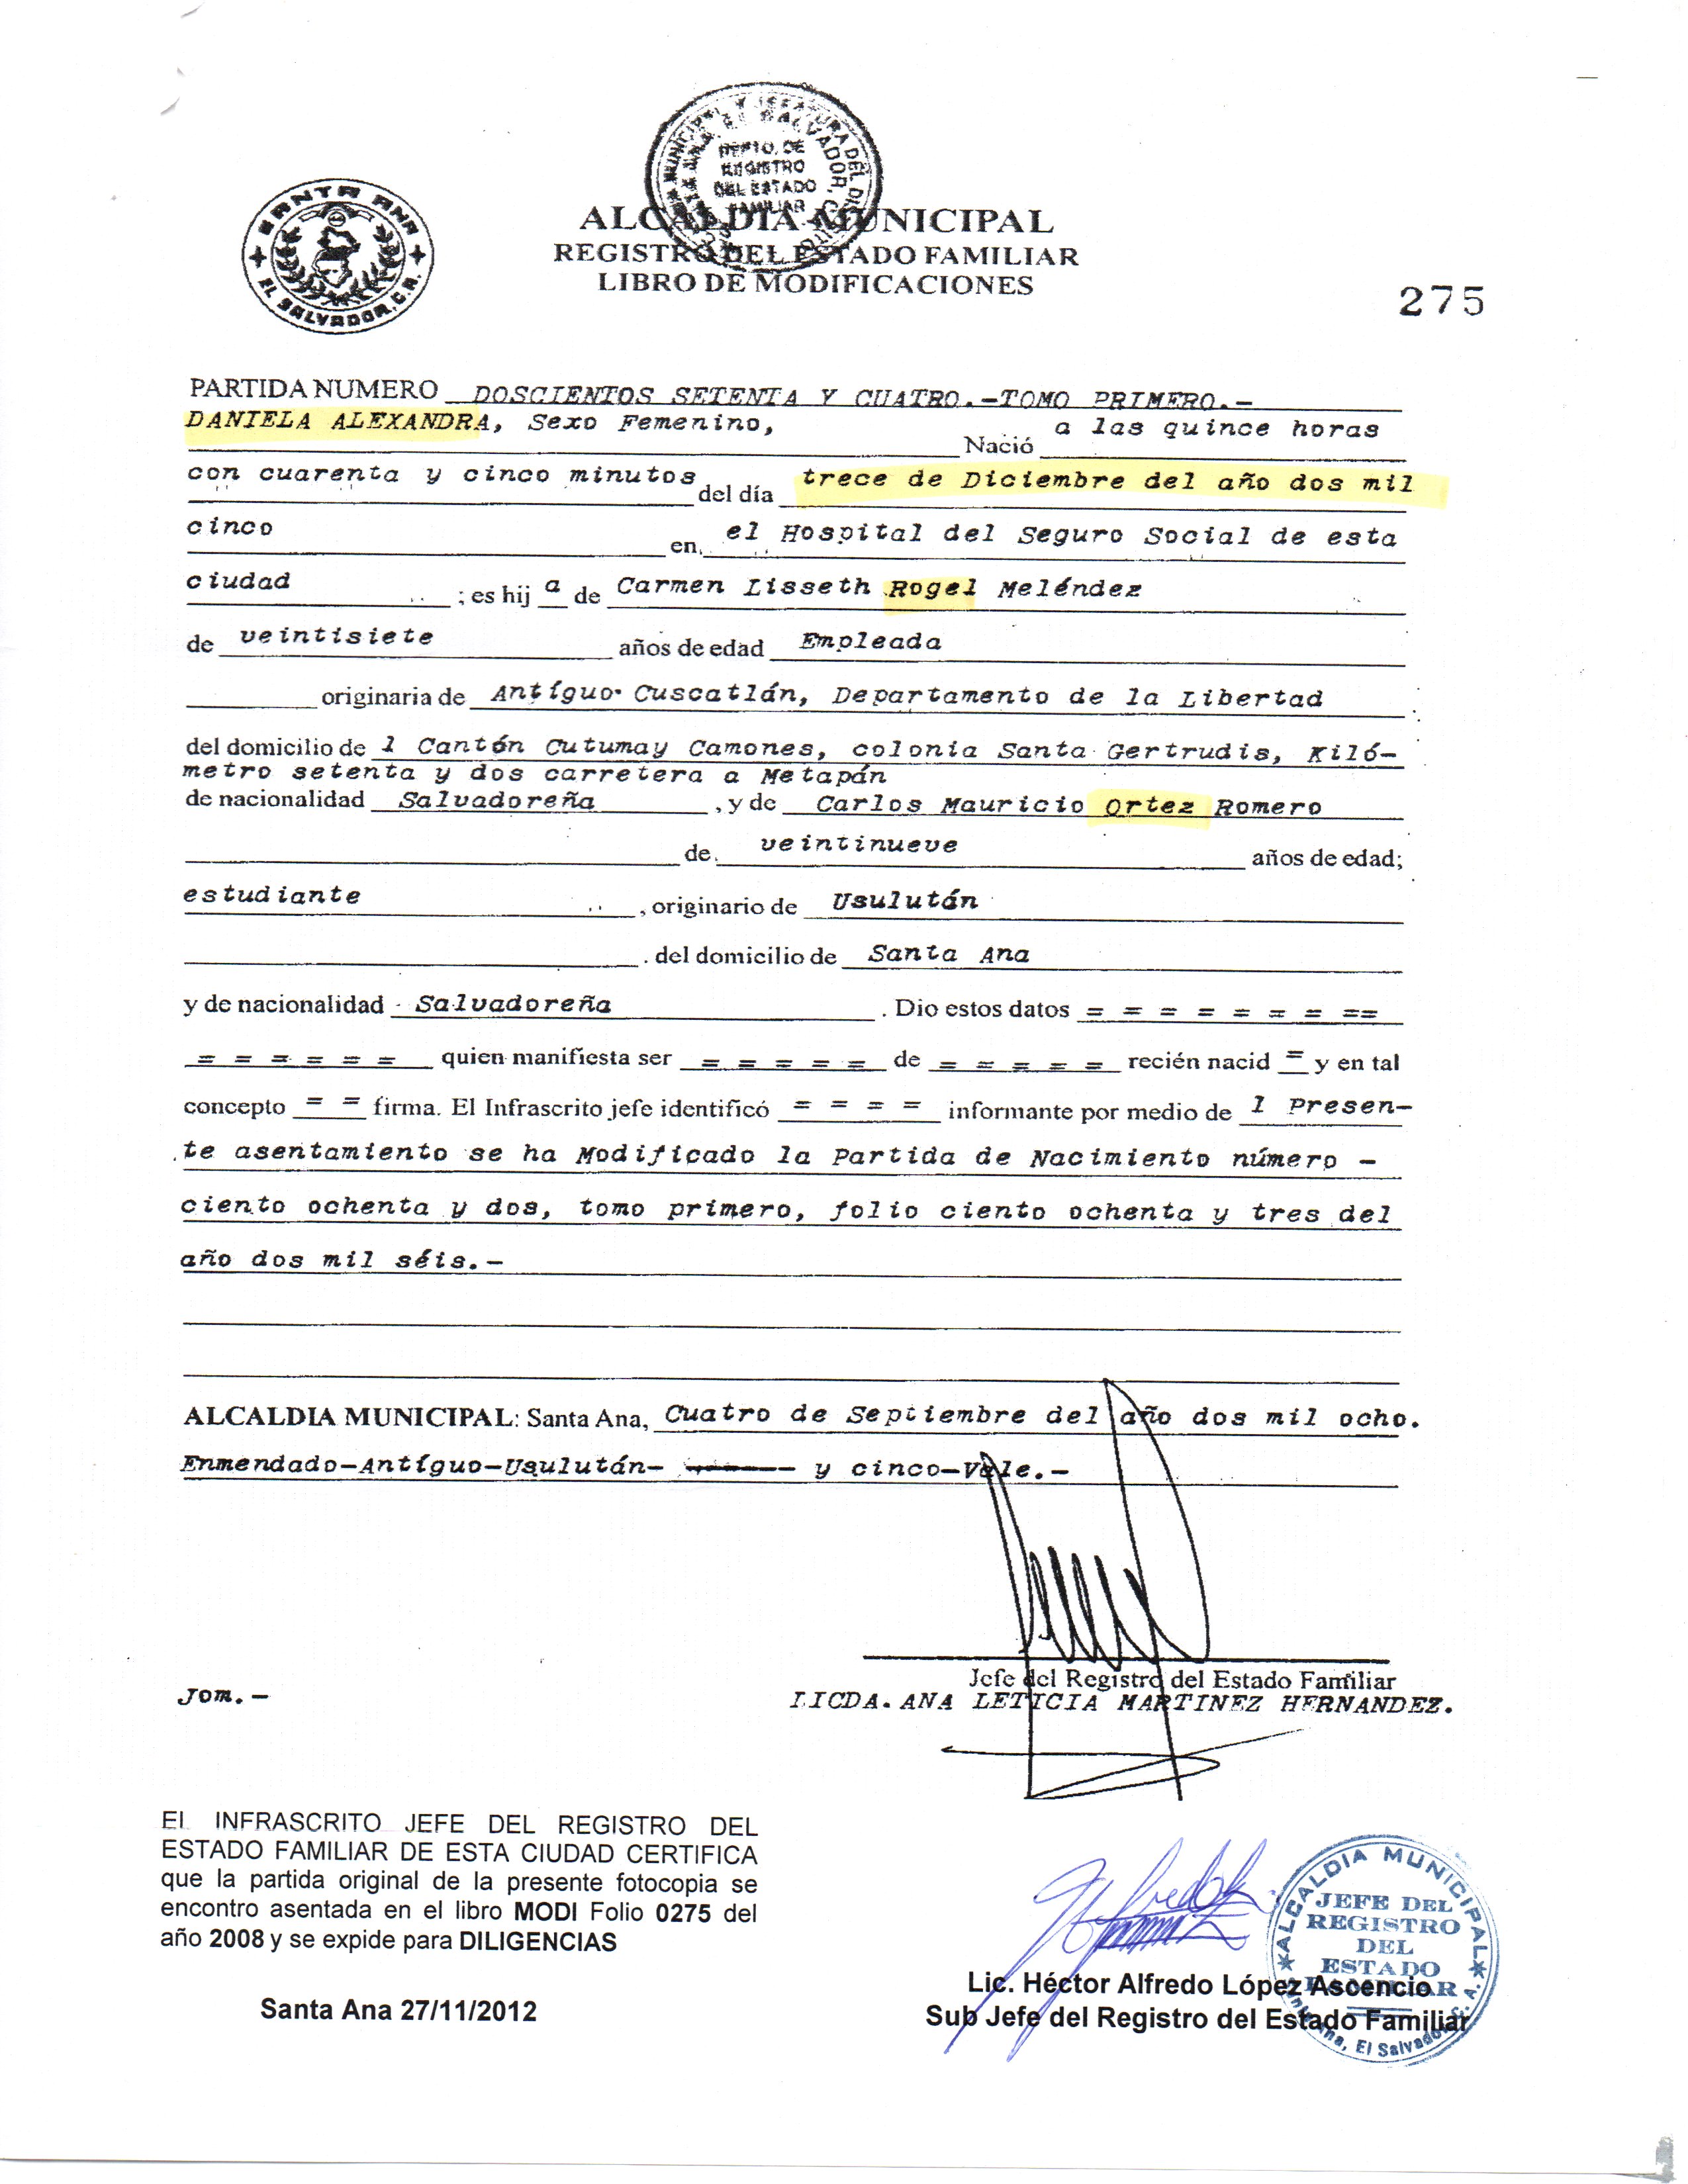 DEPTO. DE
REGISTRO
DEL ESTADO
FAMILIAR
SANTA ANA
EL SALVADOR, C.A.
ALCALDIA MUNICIPAL
REGISTRO DEL ESTADO FAMILIAR
LIBRO DE MODIFICACIONES
275
PARTIDA NUMERO DOSCIENTOS SETENTA Y CUATRO.-TOMO PRIMERO.-
DANIELA ALEXANDRA, Sexo Femenino, Nació a las quince horas
con cuarenta y cinco minutos del día trece de Diciembre del año dos mil
cinco en el Hospital del Seguro Social de esta
ciudad ; es hij a de Carmen Lisseth Rogel Meléndez
de veintisiete años de edad Empleada
originaria de Antíguo Cuscatlán, Departamento de la Libertad
del domicilio de l Cantón Cutumay Camones, colonia Santa Gertrudis, Kiló-
metro setenta y dos carretera a Metapán
de nacionalidad Salvadoreña , y de Carlos Mauricio Ortez Romero
de veintinueve años de edad;
estudiante , originario de Usulután
. del domicilio de Santa Ana
y de nacionalidad Salvadoreña . Dio estos datos = = = = = = = ==
= = = = = = quien manifiesta ser = = = = = de = = = = = recién nacid = y en tal
concepto = = firma. El Infrascrito jefe identificó = = = = informante por medio de l Presen-
te asentamiento se ha Modificado la Partida de Nacimiento número -
ciento ochenta y dos, tomo primero, folio ciento ochenta y tres del
año dos mil séis.-
ALCALDIA MUNICIPAL: Santa Ana, Cuatro de Septiembre del año dos mil ocho.
Enmendado-Antíguo-Usulután- y cinco-Vale.-
Jefe del Registro del Estado Familiar
Jom.- LICDA. ANA LETICIA MARTINEZ HERNANDEZ.
El INFRASCRITO JEFE DEL REGISTRO DEL
ESTADO FAMILIAR DE ESTA CIUDAD CERTIFICA
que la partida original de la presente fotocopia se
encontro asentada en el libro MODI Folio 0275 del
año 2008 y se expide para DILIGENCIAS
Santa Ana 27/11/2012
ALCALDIA MUNICIPAL
JEFE DEL
REGISTRO
DEL
ESTADO
FAMILIAR
Santa Ana, El Salvador, C. A.
Lic. Héctor Alfredo López Ascencio
Sub Jefe del Registro del Estado Familiar